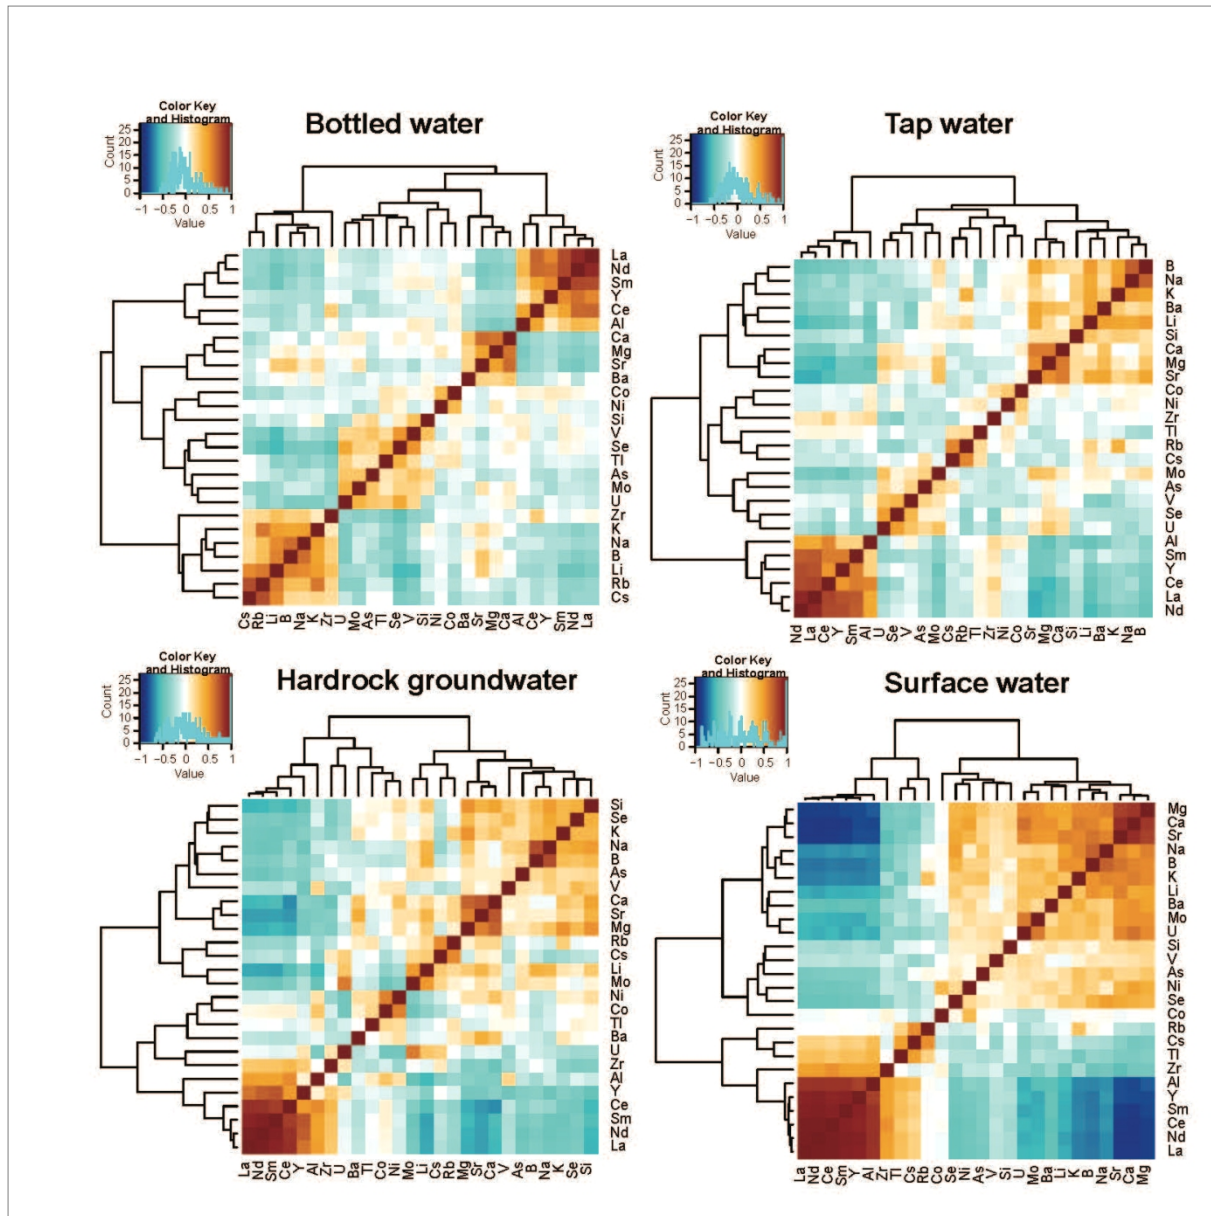 Color Key
and Histogram
Count
25
20
15
10
5
0
−1 −0.5 0 0.5 1
Value
Bottled water
La
Nd
Sm
Y
Ce
Al
Ca
Mg
Sr
Ba
Co
Ni
Si
V
Se
Tl
As
Mo
U
Zr
K
Na
B
Li
Rb
Cs
Cs Rb Li B Na K Zr U Mo As Tl Se V Si Ni Co Ba Sr Mg Ca Al Ce Y Sm Nd La
Color Key
and Histogram
Count
25
20
15
10
5
0
−1 −0.5 0 0.5 1
Value
Tap water
B
Na
K
Ba
Li
Si
Ca
Mg
Sr
Co
Ni
Zr
Tl
Rb
Cs
Mo
As
V
Se
U
Al
Sm
Y
Ce
La
Nd
Nd La Ce Y Sm Al U Se V As Mo Cs Rb Tl Zr Ni Co Sr Mg Ca Si Li Ba K Na B
Color Key
and Histogram
Count
25
20
15
10
5
0
−1 −0.5 0 0.5 1
Value
Hardrock groundwater
Si
Se
K
Na
B
As
V
Ca
Sr
Mg
Rb
Cs
Li
Mo
Ni
Co
Tl
Ba
U
Zr
Al
Y
Ce
Sm
Nd
La
La Nd Sm Ce Y Al Zr U Ba Tl Co Ni Mo Li Cs Rb Mg Sr Ca V As B Na K Se Si
Color Key
and Histogram
Count
25
20
15
10
5
0
−1 −0.5 0 0.5 1
Value
Surface water
Mg
Ca
Sr
Na
B
K
Li
Ba
Mo
U
Si
V
As
Ni
Se
Co
Rb
Cs
Tl
Zr
Al
Y
Sm
Ce
Nd
La
La Nd Ce Sm Y Al Zr Tl Cs Rb Co Se Ni As V Si U Mo Ba Li K B Na Sr Ca Mg